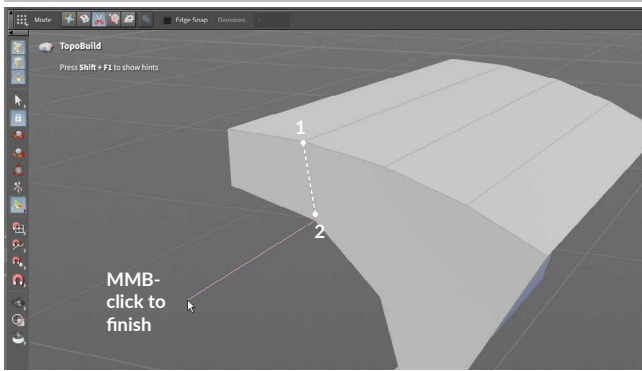 Mode
Edge Snap Divisions
TopoBuild
Press Shift + F1 to show hints
1
2
MMB-
click to
finish